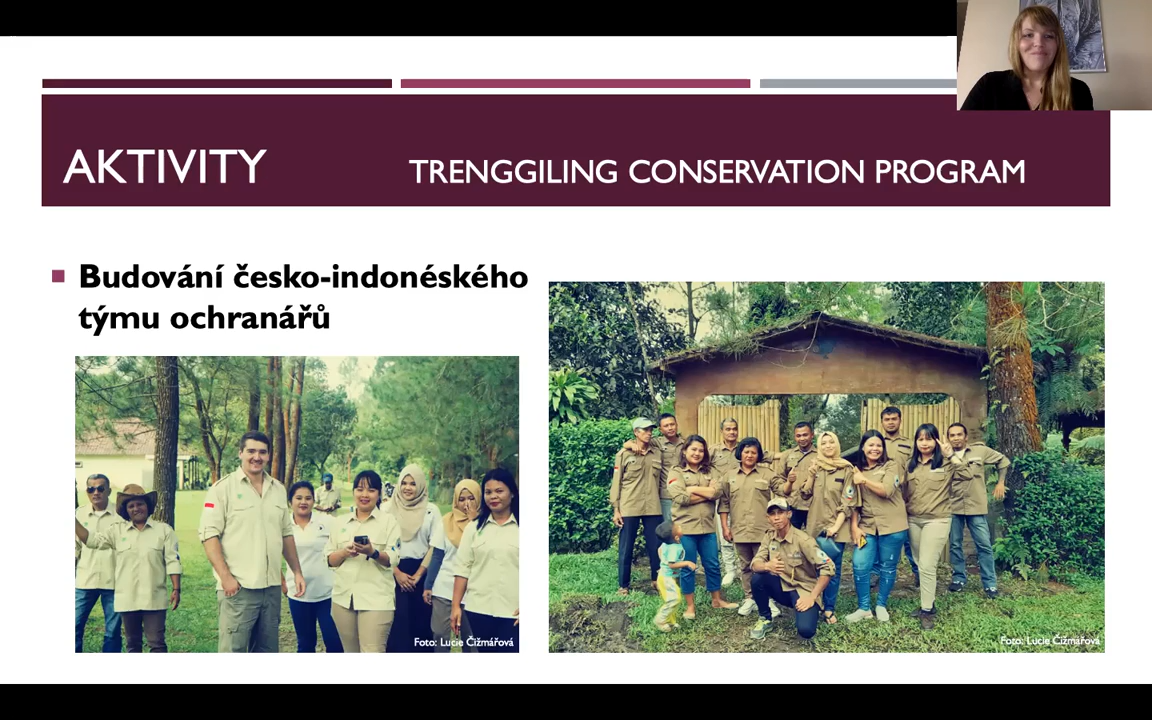 AKTIVITY TRENGGILING CONSERVATION PROGRAM
Budování česko-indonéského
týmu ochranářů
Foto: Lucie Čižmářová
Foto: Lucie Čižmářová